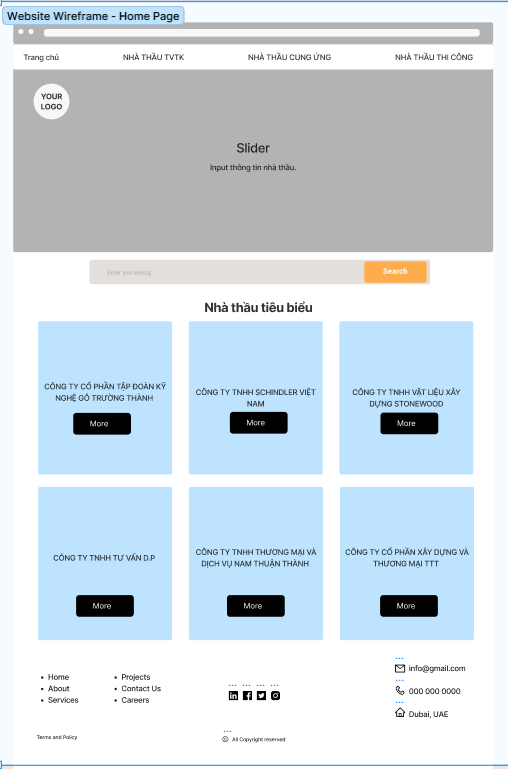 Website Wireframe - Home Page
Trang chủ NHÀ THẦU TVTK NHÀ THẦU CUNG ỨNG NHÀ THẦU THI CÔNG
YOUR
LOGO
Slider
Input thông tin nhà thầu.
Enter you searcg Search
Nhà thầu tiêu biểu
CÔNG TY CỔ PHẦN TẬP ĐOÀN KỸ
NGHỆ GỖ TRƯỜNG THÀNH
More
CÔNG TY TNHH SCHINDLER VIỆT
NAM
More
CÔNG TY TNHH VẬT LIỆU XÂY
DỰNG STONEWOOD
More
CÔNG TY TNHH TƯ VẤN D.P
More
CÔNG TY TNHH THƯƠNG MẠI VÀ
DỊCH VỤ NAM THUẬN THÀNH
More
CÔNG TY CỔ PHẦN XÂY DỰNG VÀ
THƯƠNG MẠI TTT
More
• Home
• About
• Services
• Projects
• Contact Us
• Careers
info@gmail.com
000 000 0000
Dubai, UAE
Terms and Policy
© All Copyright reserved